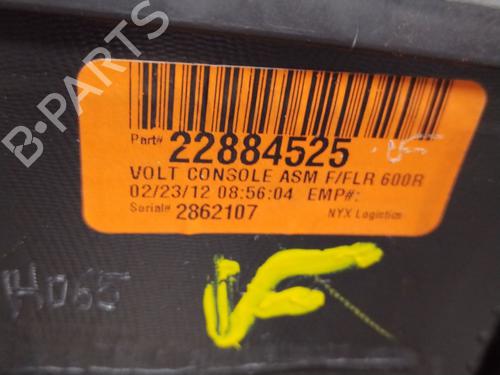 Part# 22884525
VOLT CONSOLE ASM F/FLR 600R
02/23/12 08:56:04 EMP#:
Serial# 2862107 NYX Logistics
H065
B-PARTS